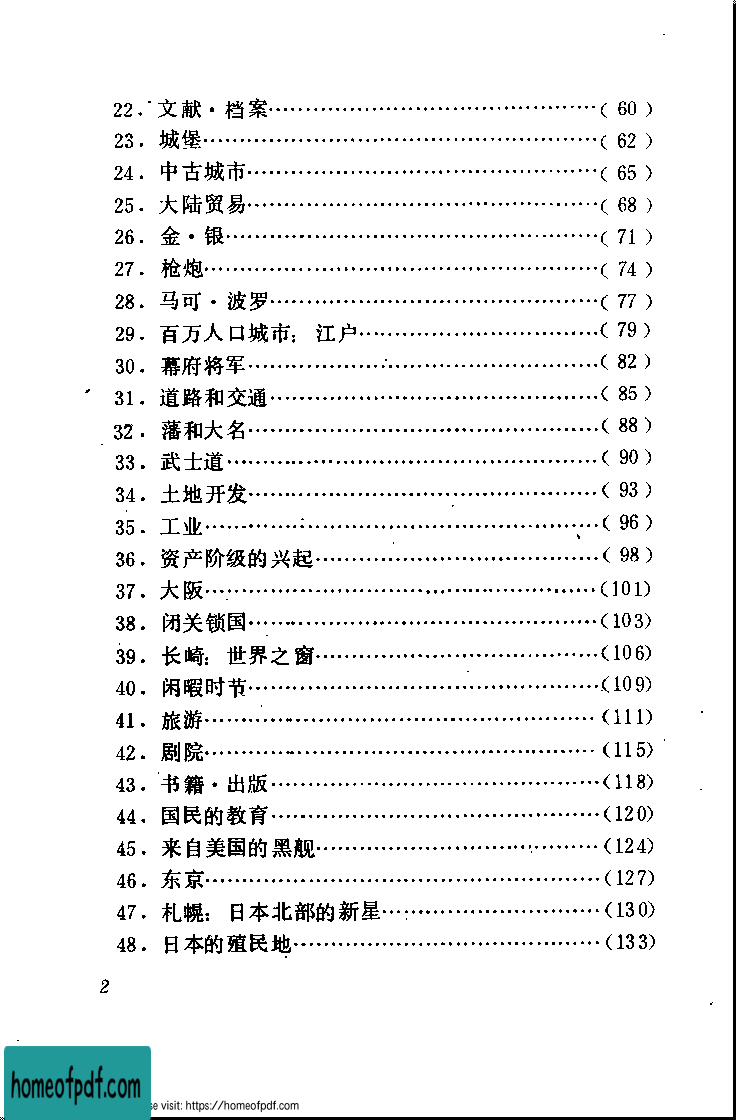 22．文献・档案……………………………………( 60 )
23．城堡……………………………………( 62 )
24．中古城市……………………………………( 65 )
25．大陆贸易……………………………………( 68 )
26．金・银……………………………………( 71 )
27．枪炮……………………………………( 74 )
28．马可・波罗……………………………………( 77 )
29．百万人口城市：江户……………………………………( 79 )
30．幕府将军……………………………………( 82 )
31．道路和交通……………………………………( 85 )
32．藩和大名……………………………………( 88 )
33．武士道……………………………………( 90 )
34．土地开发……………………………………( 93 )
35．工业……………………………………( 96 )
36．资产阶级的兴起……………………………………( 98 )
37．大阪……………………………………(101)
38．闭关锁国……………………………………(103)
39．长崎：世界之窗……………………………………(106)
40．闲暇时节……………………………………(109)
41．旅游……………………………………(111)
42．剧院……………………………………(115)
43．书籍・出版……………………………………(118)
44．国民的教育……………………………………(120)
45．来自美国的黑舰……………………………………(124)
46．东京……………………………………(127)
47．札幌：日本北部的新星……………………………………(130)
48．日本的殖民地……………………………………(133)
2
homeofpdf.com
se visit: https://homeofpdf.com